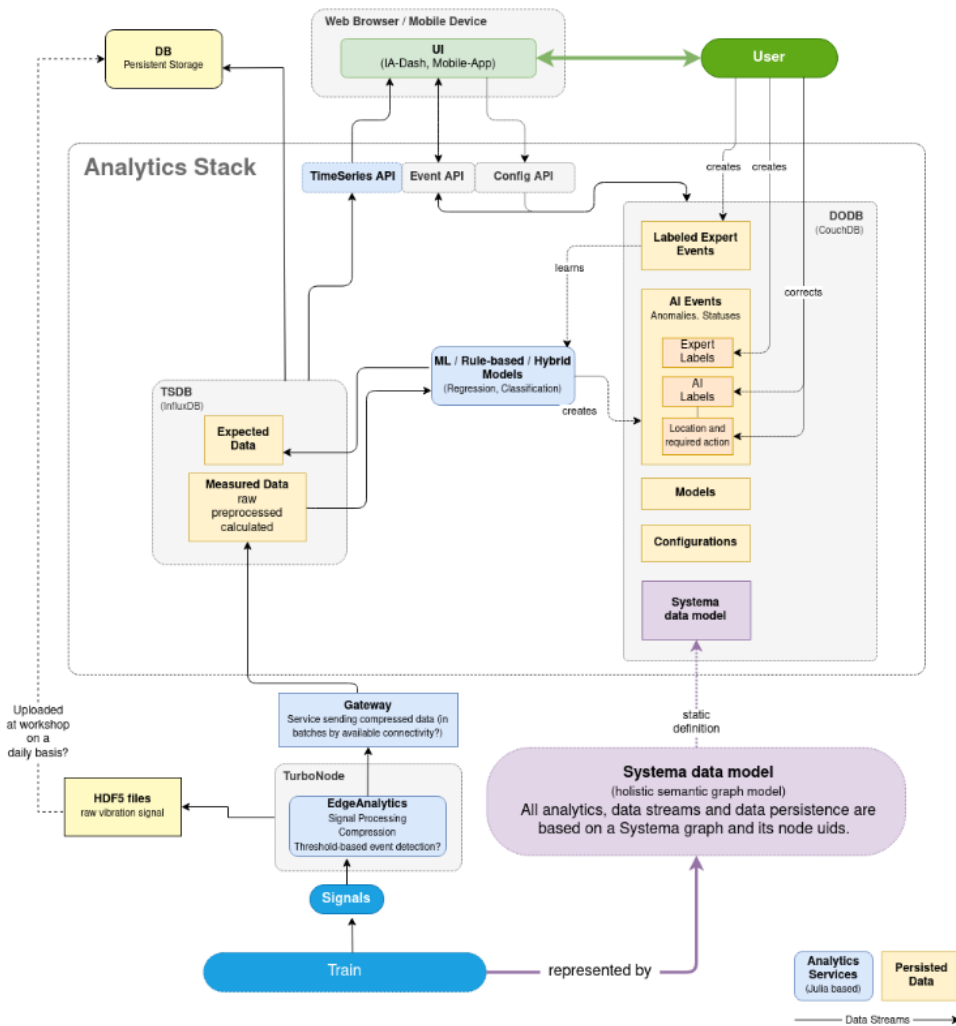 Web Browser / Mobile Device
UI
(IA-Dash, Mobile-App)
User
DB
Persistent Storage
Analytics Stack
TimeSeries API
Event API
Config API
creates
creates
DODB
(CouchDB)
Labeled Expert
Events
learns
corrects
AI Events
Anomalies. Statuses
Expert
Labels
AI
Labels
Location and
required action
ML / Rule-based / Hybrid
Models
(Regression, Classification)
creates
TSDB
(InfluxDB)
Expected
Data
Measured Data
raw
preprocessed
calculated
Models
Configurations
Systema
data model
Uploaded
at workshop
on a
daily basis?
Gateway
Service sending compressed data (in
batches by available connectivity?)
static
definition
TurboNode
EdgeAnalytics
Signal Processing
Compression
Threshold-based event detection?
HDF5 files
raw vibration signal
Systema data model
(holistic semantic graph model)
All analytics, data streams and data persistence are
based on a Systema graph and its node uids.
Signals
Train
represented by
Analytics
Services
(Julia based)
Persisted
Data
Data Streams